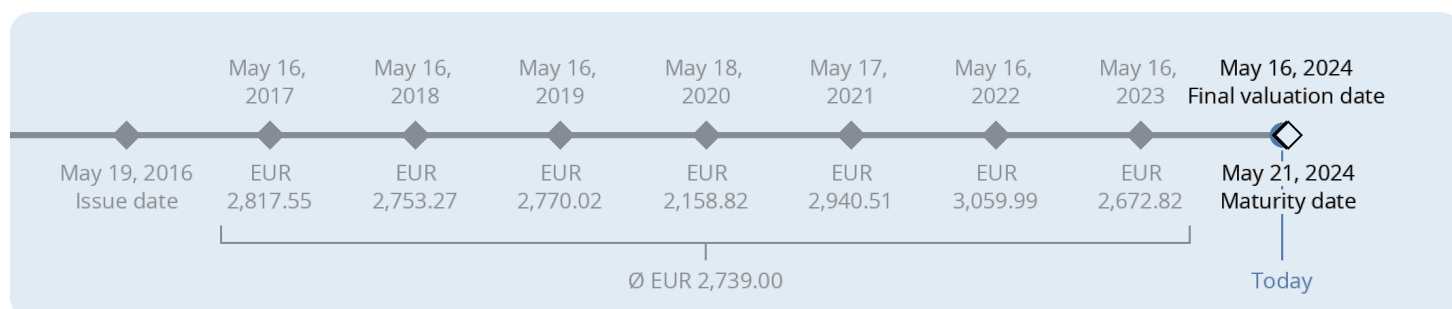 May 16,
2017
May 16,
2018
May 16,
2019
May 18,
2020
May 17,
2021
May 16,
2022
May 16,
2023
May 16, 2024
Final valuation date
May 19, 2016
Issue date
EUR
2,817.55
EUR
2,753.27
EUR
2,770.02
EUR
2,158.82
EUR
2,940.51
EUR
3,059.99
EUR
2,672.82
May 21, 2024
Maturity date
Ø EUR 2,739.00
Today